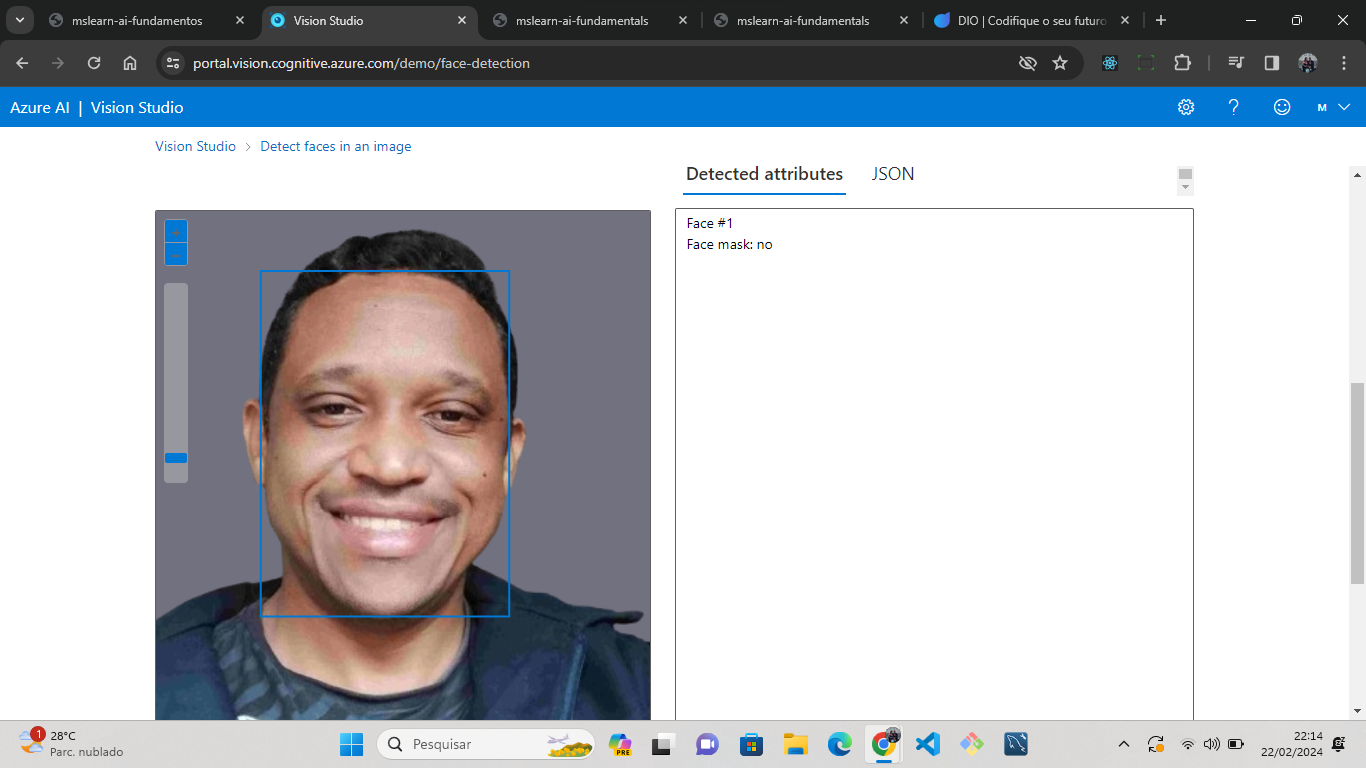 mslearn-ai-fundamentos
Vision Studio
mslearn-ai-fundamentals
mslearn-ai-fundamentals
DIO | Codifique o seu futuro
portal.vision.cognitive.azure.com/demo/face-detection
Azure AI | Vision Studio
M
Vision Studio > Detect faces in an image
Detected attributes
JSON
Face #1
Face mask: no
1
28°C
Parc. nublado
Pesquisar
PRE
22:14
22/02/2024